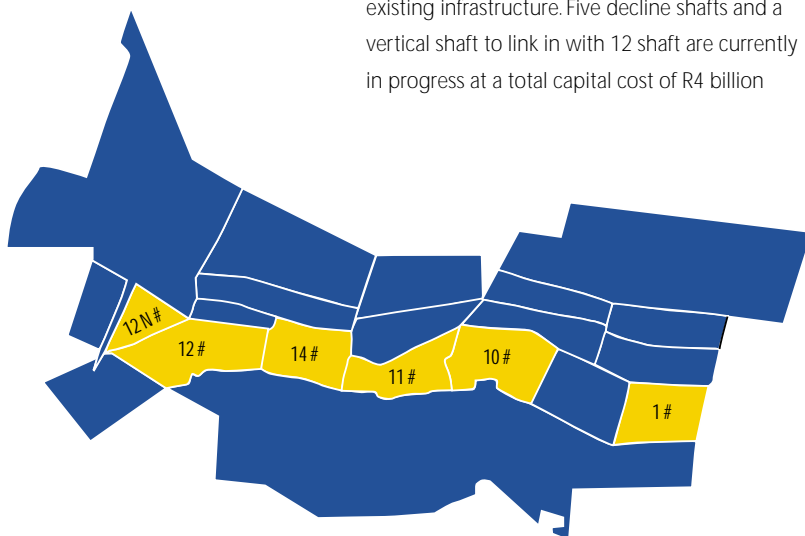 existing infrastructure. Five decline shafts and a
vertical shaft to link in with 12 shaft are currently
in progress at a total capital cost of R4 billion
12 N #
12 #
14 #
11 #
10 #
1 #